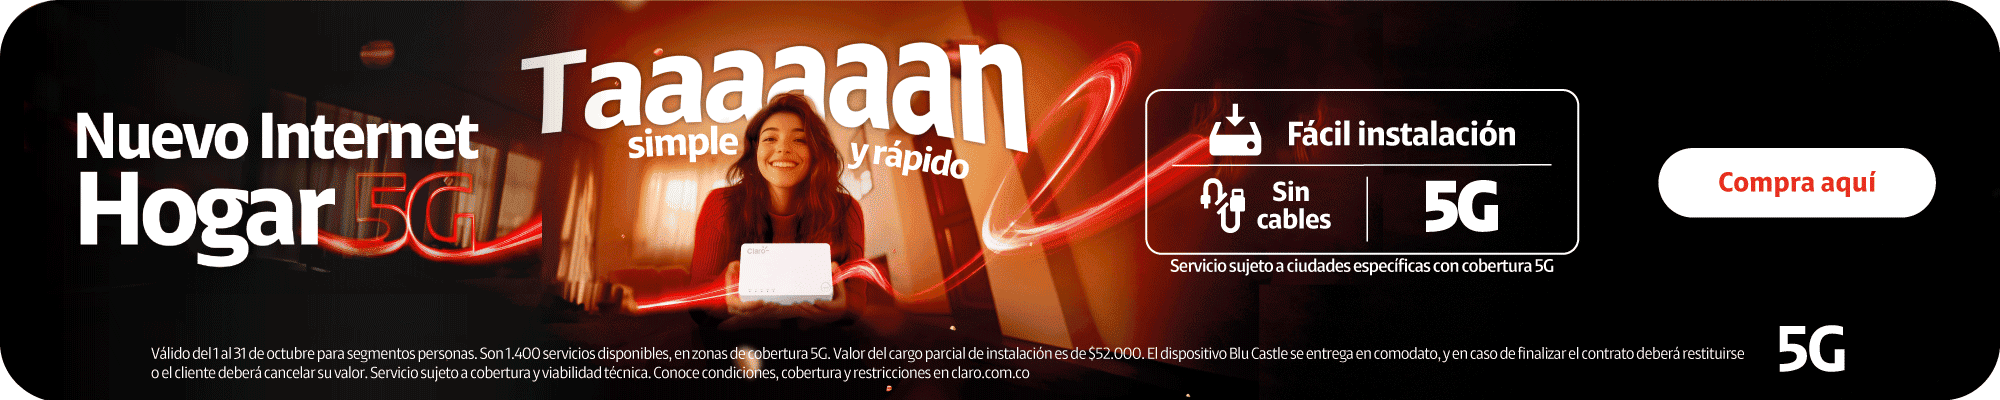 Nuevo Internet
Hogar 5G
Taaaaaan
simple
y rápido
Claro
Fácil instalación
Sin
cables
5G
Servicio sujeto a ciudades específicas con cobertura 5G
Compra aquí
Válido del 1 al 31 de octubre para segmentos personas. Son 1.400 servicios disponibles, en zonas de cobertura 5G. Valor del cargo parcial de instalación es de $52.000. El dispositivo Blu Castle se entrega en comodato, y en caso de finalizar el contrato deberá restituirse
o el cliente deberá cancelar su valor. Servicio sujeto a cobertura y viabilidad técnica. Conoce condiciones, cobertura y restricciones en claro.com.co
5G